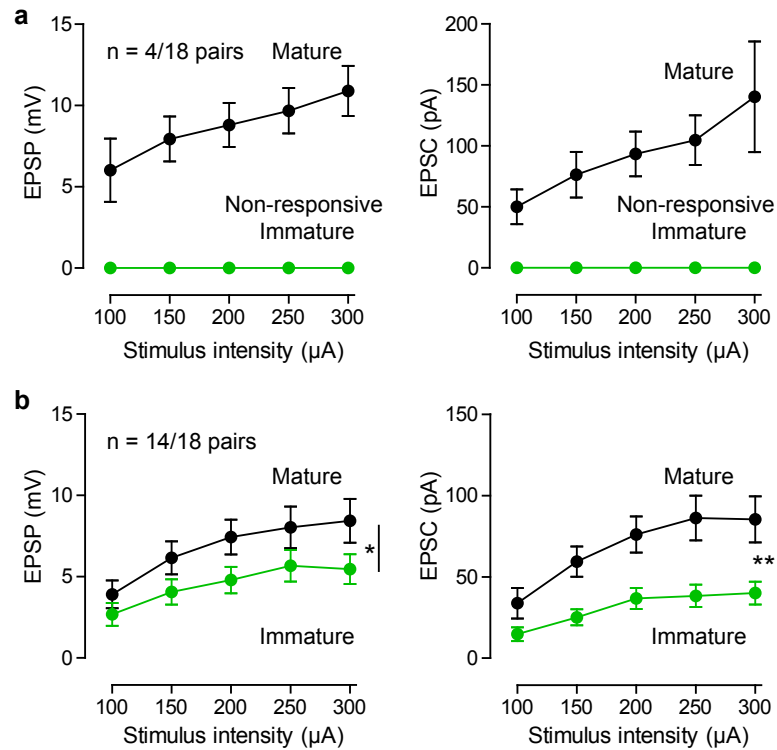 a
n = 4/18 pairs
Mature
Non-responsive
Immature
EPSP (mV)
15
10
5
0
100 150 200 250 300
Stimulus intensity (µA)
Mature
Non-responsive
Immature
EPSC (pA)
200
150
100
50
0
100 150 200 250 300
Stimulus intensity (µA)
b
n = 14/18 pairs
Mature
*
Immature
EPSP (mV)
15
10
5
0
100 150 200 250 300
Stimulus intensity (µA)
Mature
**
Immature
EPSC (pA)
150
100
50
0
100 150 200 250 300
Stimulus intensity (µA)